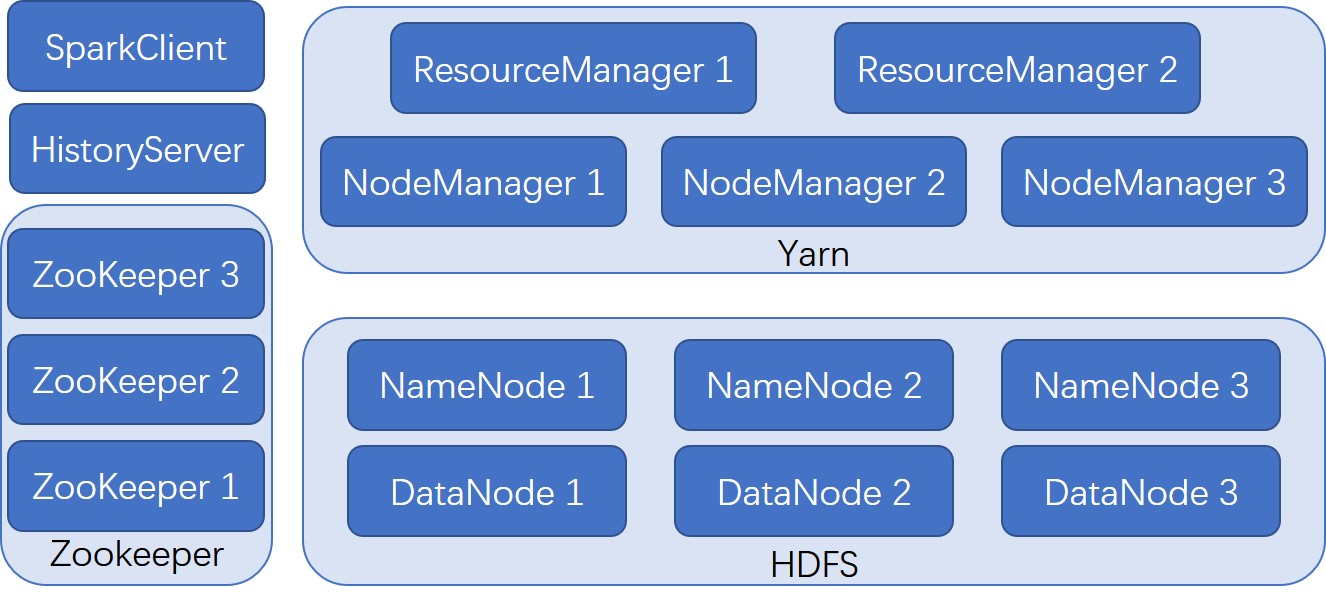 SparkClient
HistoryServer
ZooKeeper 3
ZooKeeper 2
ZooKeeper 1
Zookeeper
ResourceManager 1
ResourceManager 2
NodeManager 1
NodeManager 2
NodeManager 3
Yarn
NameNode 1
NameNode 2
NameNode 3
DataNode 1
DataNode 2
DataNode 3
HDFS